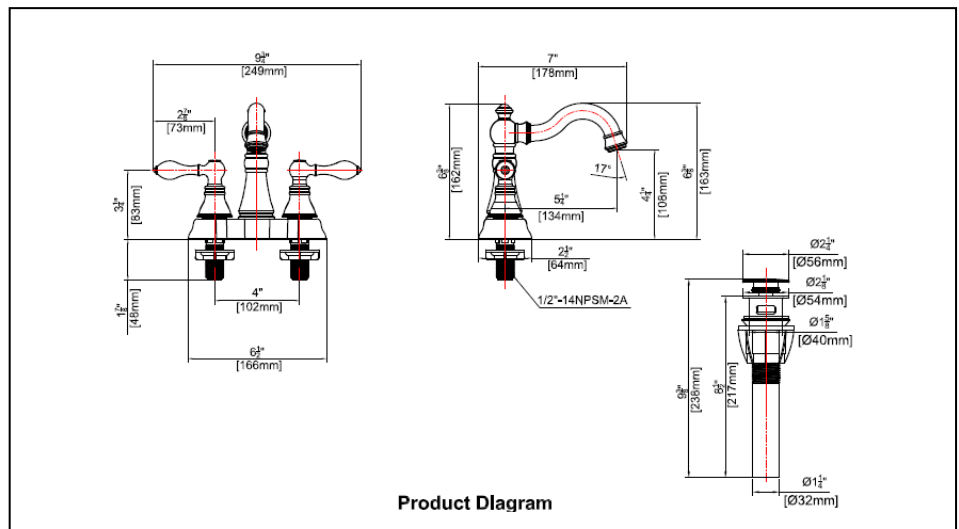 9¾"
[249mm]
2⅞"
[73mm]
3¼"
[83mm]
1⅞"
[48mm]
4"
[102mm]
6½"
[166mm]
7"
[178mm]
6⅜"
[162mm]
17°
5¼"
[134mm]
4¼"
[108mm]
6⅜"
[163mm]
2½"
[64mm]
1/2"-14NPSM-2A
Ø2¼"
[Ø56mm]
Ø2⅛"
[Ø54mm]
Ø1⅝"
[Ø40mm]
9⅜"
[238mm]
8½"
[217mm]
Ø1¼"
[Ø32mm]
Product Diagram